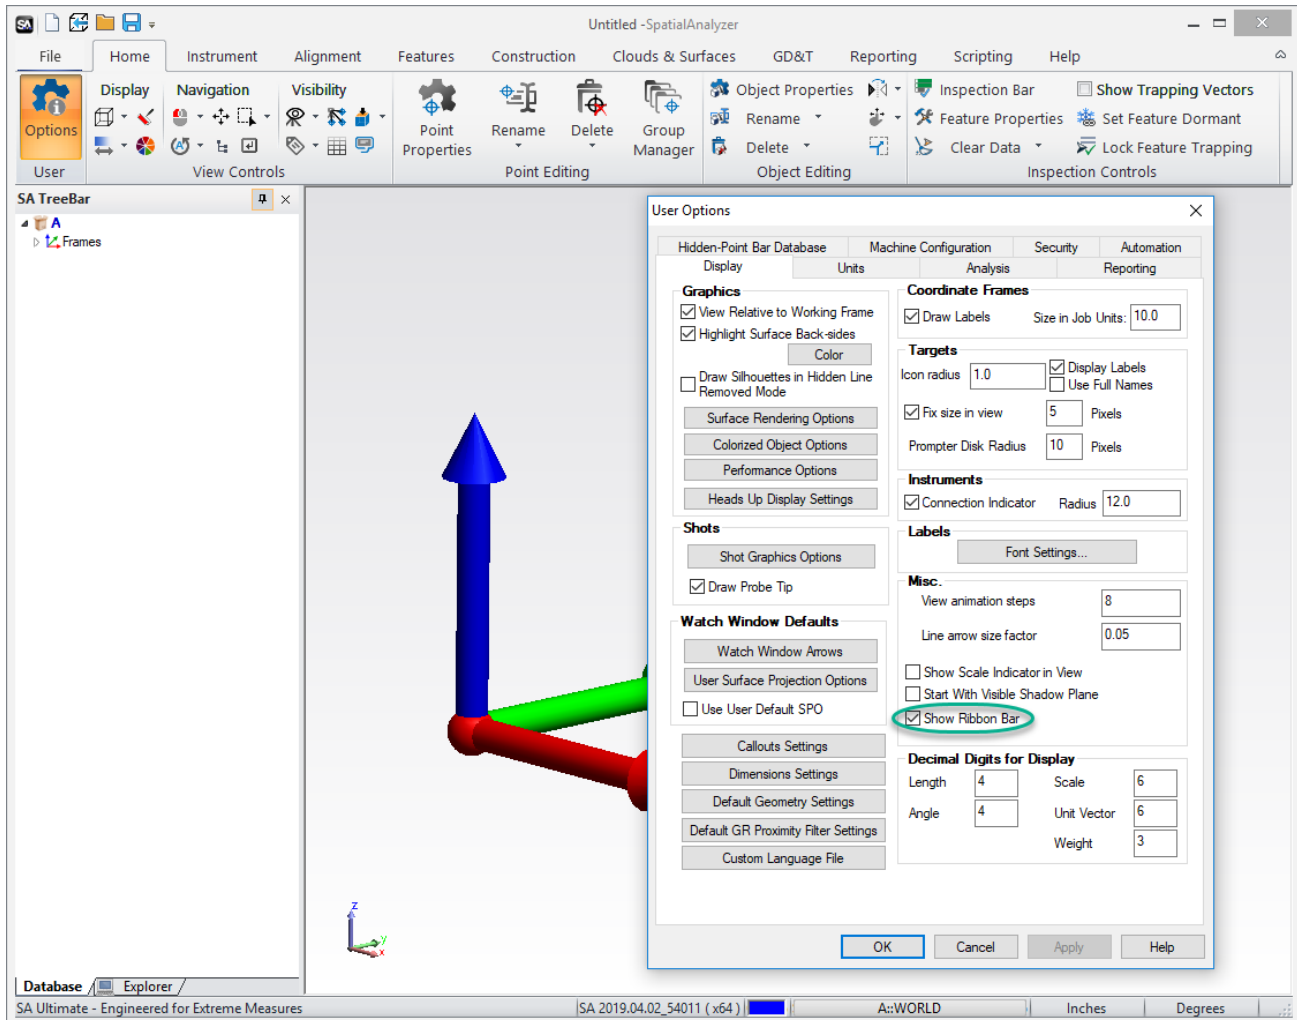 SA
Untitled -SpatialAnalyzer
File Home Instrument Alignment Features Construction Clouds & Surfaces GD&T Reporting Scripting Help
Display Navigation Visibility
Options
Point Properties
Rename
Delete
Group Manager
Object Properties
Rename
Delete
Inspection Bar
Feature Properties
Clear Data
Show Trapping Vectors
Set Feature Dormant
Lock Feature Trapping
User View Controls Point Editing Object Editing Inspection Controls
SA TreeBar
A
Frames
User Options
Hidden-Point Bar Database Machine Configuration Security Automation
Display Units Analysis Reporting
Graphics
View Relative to Working Frame
Highlight Surface Back-sides
Color
Draw Silhouettes in Hidden Line
Removed Mode
Surface Rendering Options
Colorized Object Options
Performance Options
Heads Up Display Settings
Shots
Shot Graphics Options
Draw Probe Tip
Watch Window Defaults
Watch Window Arrows
User Surface Projection Options
Use User Default SPO
Callouts Settings
Dimensions Settings
Default Geometry Settings
Default GR Proximity Filter Settings
Custom Language File
Coordinate Frames
Draw Labels Size in Job Units: 10.0
Targets
Icon radius 1.0 Display Labels
Use Full Names
Fix size in view 5 Pixels
Prompter Disk Radius 10 Pixels
Instruments
Connection Indicator Radius 12.0
Labels
Font Settings...
Misc.
View animation steps 8
Line arrow size factor 0.05
Show Scale Indicator in View
Start With Visible Shadow Plane
Show Ribbon Bar
Decimal Digits for Display
Length 4 Scale 6
Angle 4 Unit Vector 6
Weight 3
OK Cancel Apply Help
z
y
x
Database Explorer
SA Ultimate - Engineered for Extreme Measures SA 2019.04.02_54011 ( x64 ) A::WORLD Inches Degrees